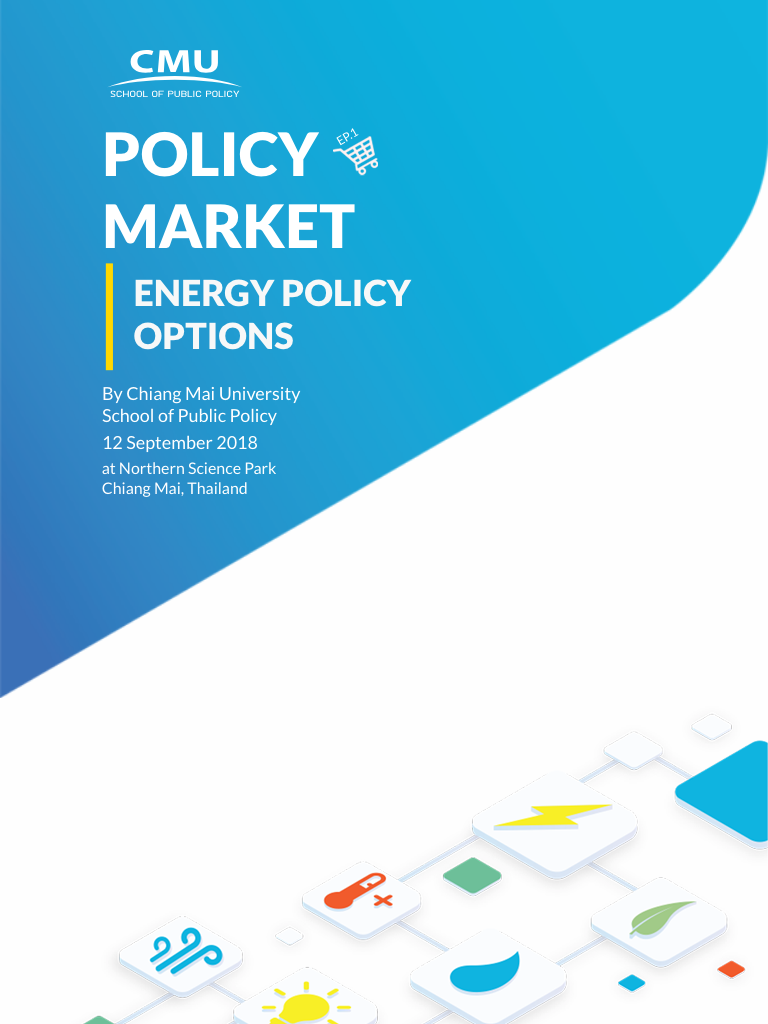 CMU
SCHOOL OF PUBLIC POLICY
POLICY EP.1
MARKET
ENERGY POLICY
OPTIONS
By Chiang Mai University
School of Public Policy
12 September 2018
at Northern Science Park
Chiang Mai, Thailand